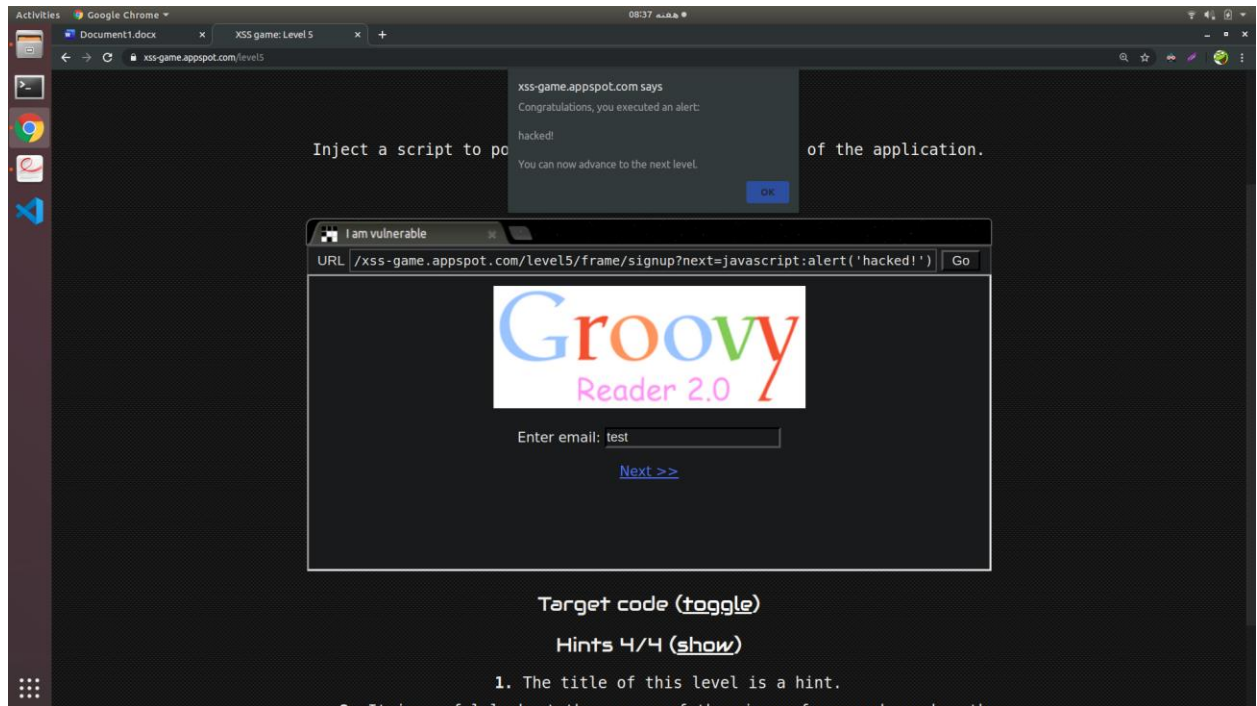 Activities
Google Chrome
08:37 هفته
Document1.docx
XSS game: Level 5
xss-game.appspot.com/level5
xss-game.appspot.com says
Congratulations, you executed an alert:
hacked!
You can now advance to the next level.
OK
Inject a script to po
of the application.
I am vulnerable
URL /xss-game.appspot.com/level5/frame/signup?next=javascript:alert('hacked!') Go
Groovy
Reader 2.0
Enter email: test
Next >>
Target code (toggle)
Hints 4/4 (show)
1. The title of this level is a hint.